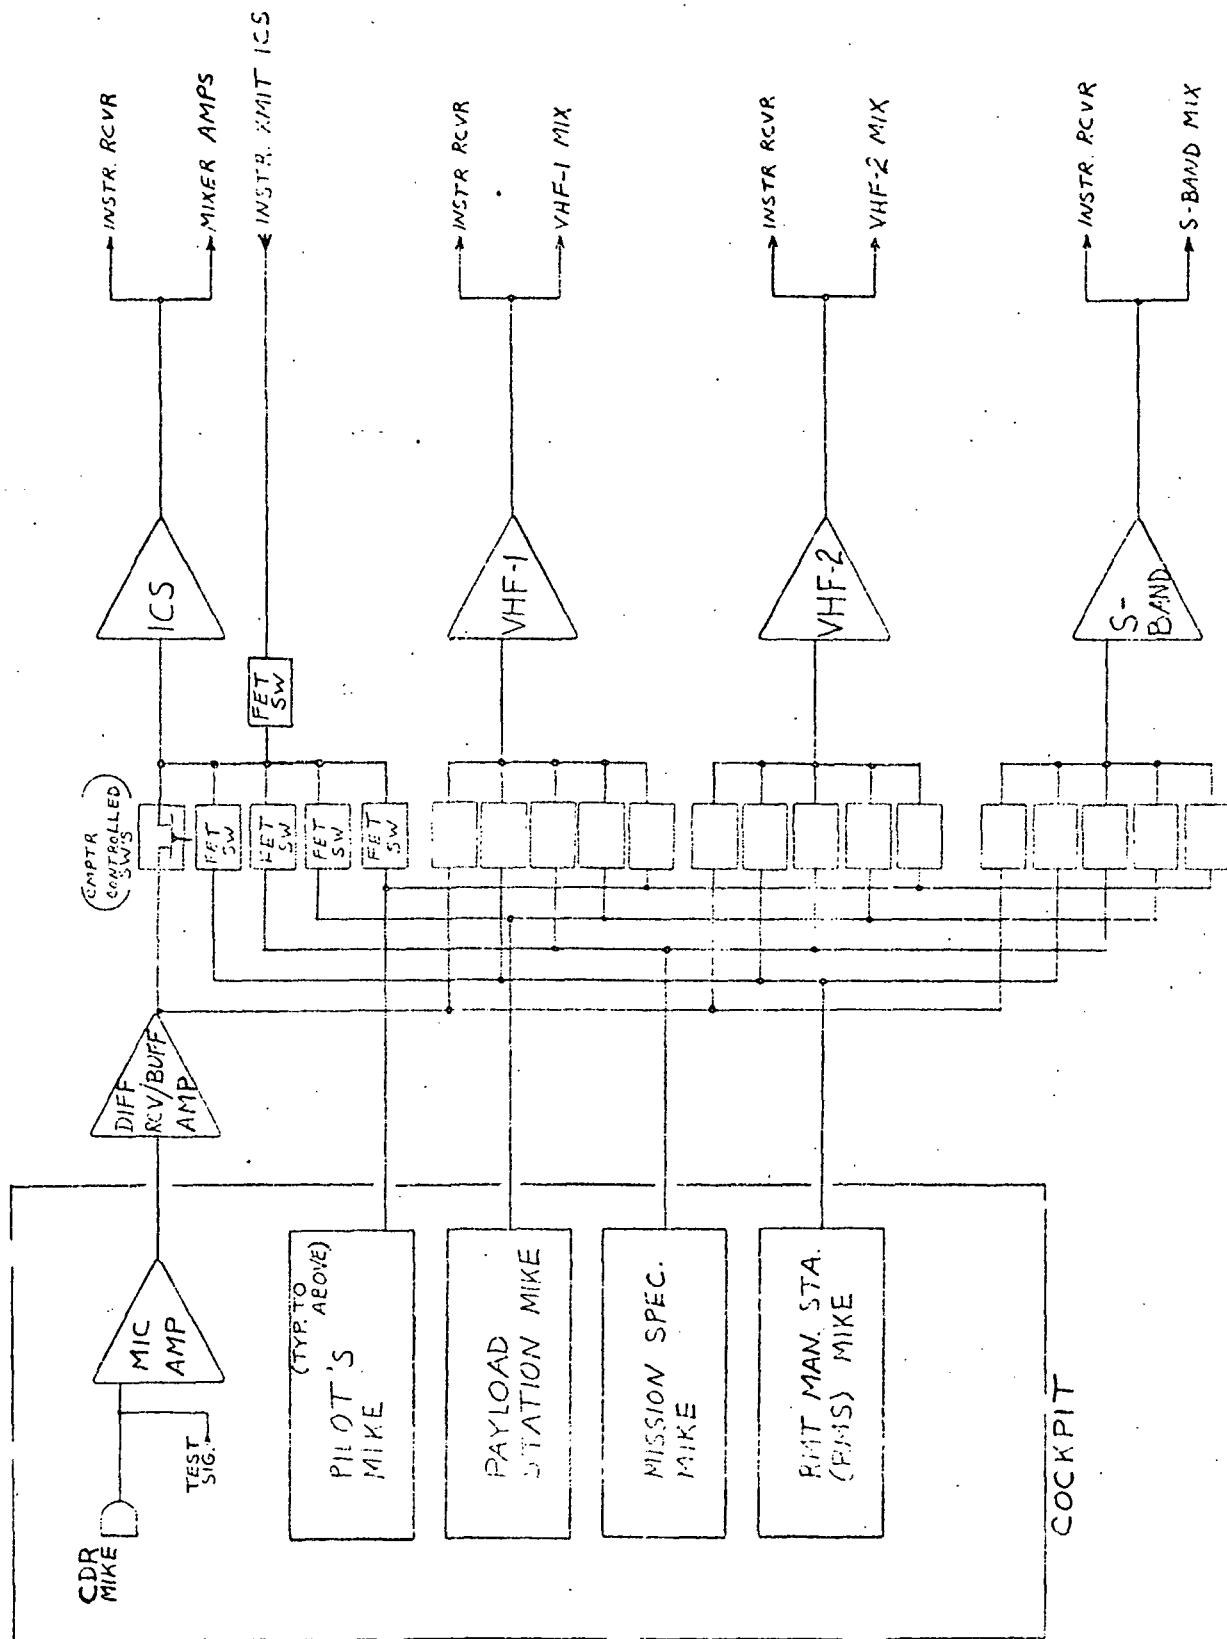 CDR
MIKE
TEST
SIG.
MIC
AMP
DIFF
RCV/BUFF
AMP
(CMPTR
CONTROLLED
SW'S)
FET
SW
FET
SW
FET
SW
FET
SW
FET
SW
ICS
INSTR. RCVR
MIXER AMPS
INSTR. XMIT ICS
(TYP. TO
ABOVE)
PILOT'S
MIKE
PAYLOAD
STATION MIKE
MISSION SPEC.
MIKE
RMT MAN. STA.
(RMS) MIKE
COCKPIT
VHF-1
INSTR RCVR
VHF-1 MIX
VHF-2
INSTR RCVR
VHF-2 MIX
S-
BAND
INSTR. RCVR
S-BAND MIX